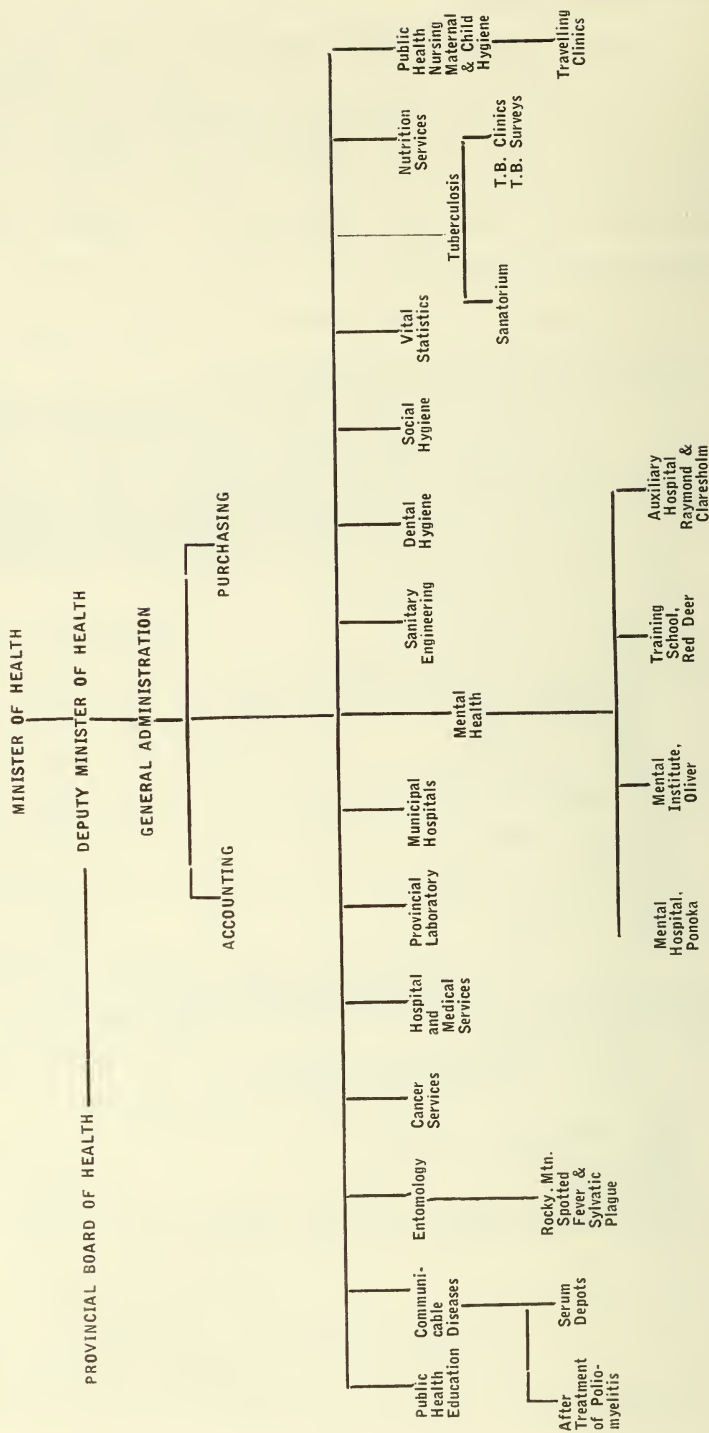 MINISTER OF HEALTH
PROVINCIAL BOARD OF HEALTH
DEPUTY MINISTER OF HEALTH
GENERAL ADMINISTRATION
ACCOUNTING
PURCHASING
Public
Health
Education
Communi-
cable
Diseases
Entomology
Cancer
Services
Hospital
and
Medical
Services
Provincial
Laboratory
Municipal
Hospitals
Mental
Health
Sanitary
Engineering
Dental
Hygiene
Social
Hygiene
Vital
Statistics
Tuberculosis
Nutrition
Services
Public
Health
Nursing
Maternal
& Child
Hygiene
After
Treatment
of Polio-
myelitis
Serum
Depots
Rocky.Mtn.
Spotted
Fever &
Sylvatic
Plague
Mental
Hospital,
Ponoka
Mental
Institute,
Oliver
Training
School,
Red Deer
Auxiliary
Hospital
Raymond &
Claresholm
Sanatorium
T.B. Clinics
T.B. Surveys
Travelling
Clinics